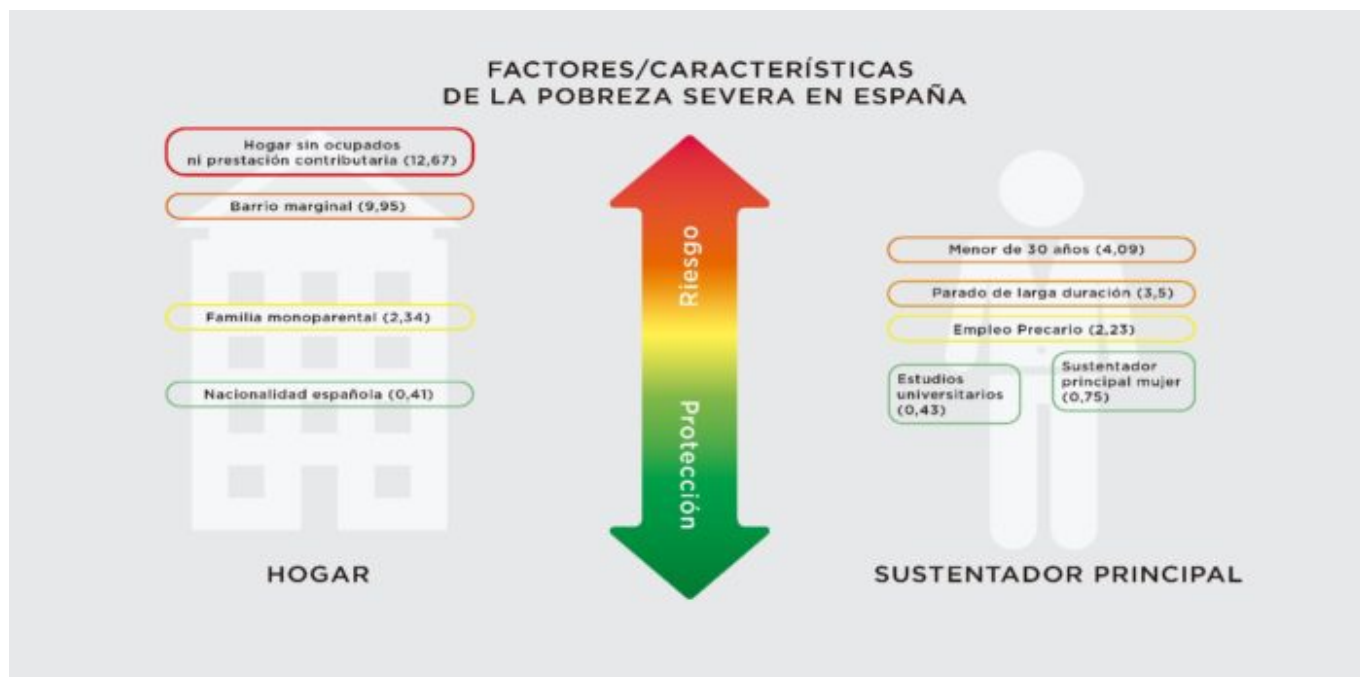 FACTORES/CARACTERÍSTICAS
DE LA POBREZA SEVERA EN ESPAÑA
Hogar sin ocupados
ni prestación contributaria (12,67)
Barrio marginal (9,95)
Familia monoparental (2,34)
Nacionalidad española (0,41)
HOGAR
Riesgo
Protección
Menor de 30 años (4,09)
Parado de larga duración (3,5)
Empleo Precario (2,23)
Estudios
universitarios
(0,43)
Sustentador
principal mujer
(0,75)
SUSTENTADOR PRINCIPAL